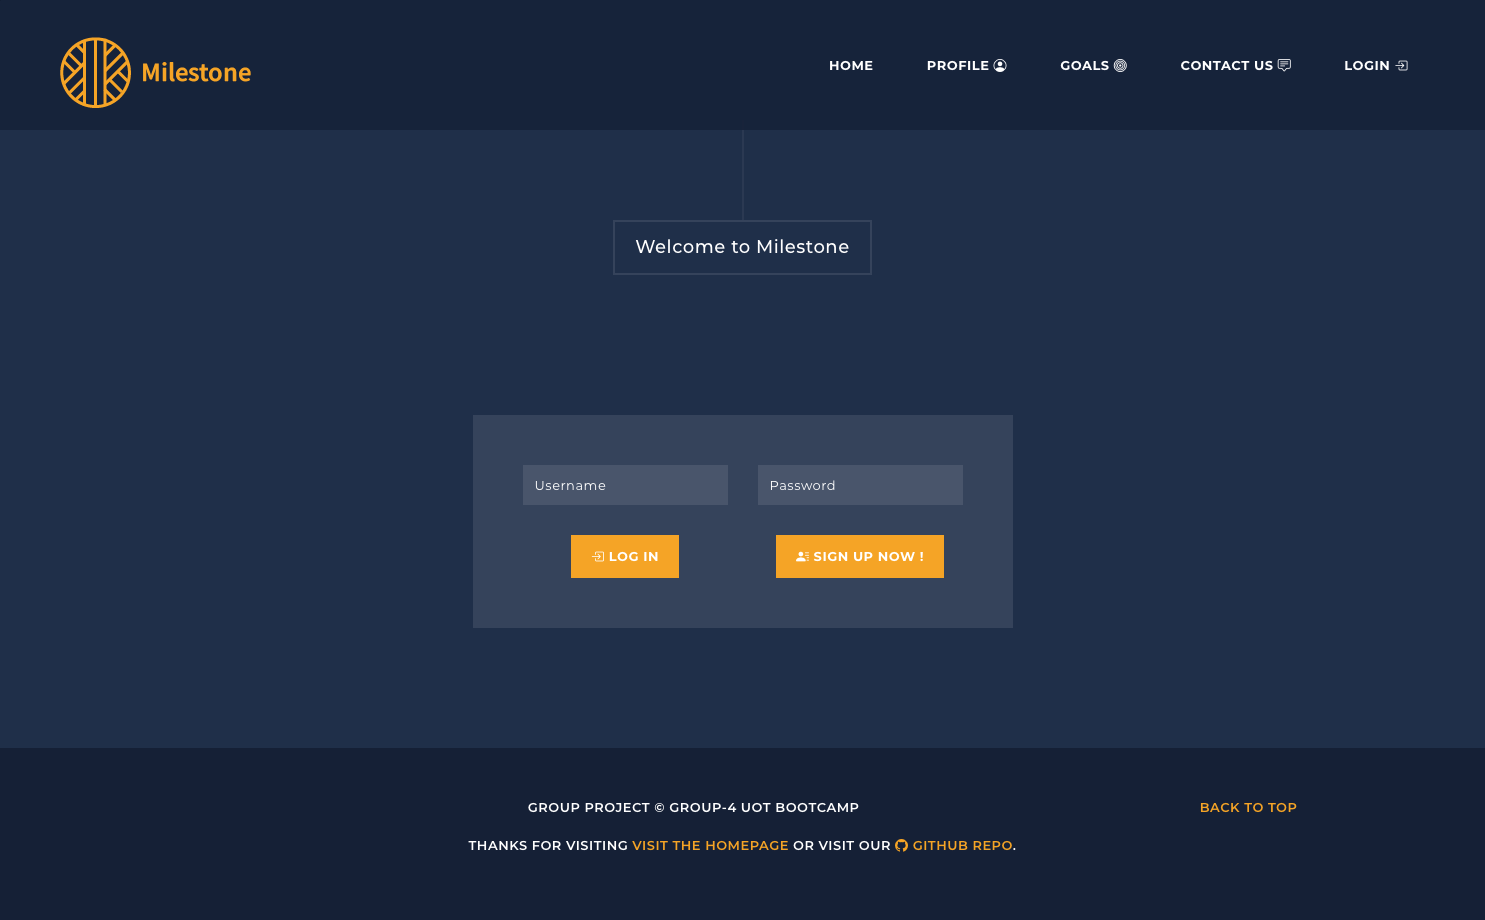 Milestone
HOME PROFILE GOALS CONTACT US LOGIN
Welcome to Milestone
Username Password
LOG IN SIGN UP NOW !
GROUP PROJECT © GROUP-4 UOT BOOTCAMP BACK TO TOP
THANKS FOR VISITING VISIT THE HOMEPAGE OR VISIT OUR GITHUB REPO.